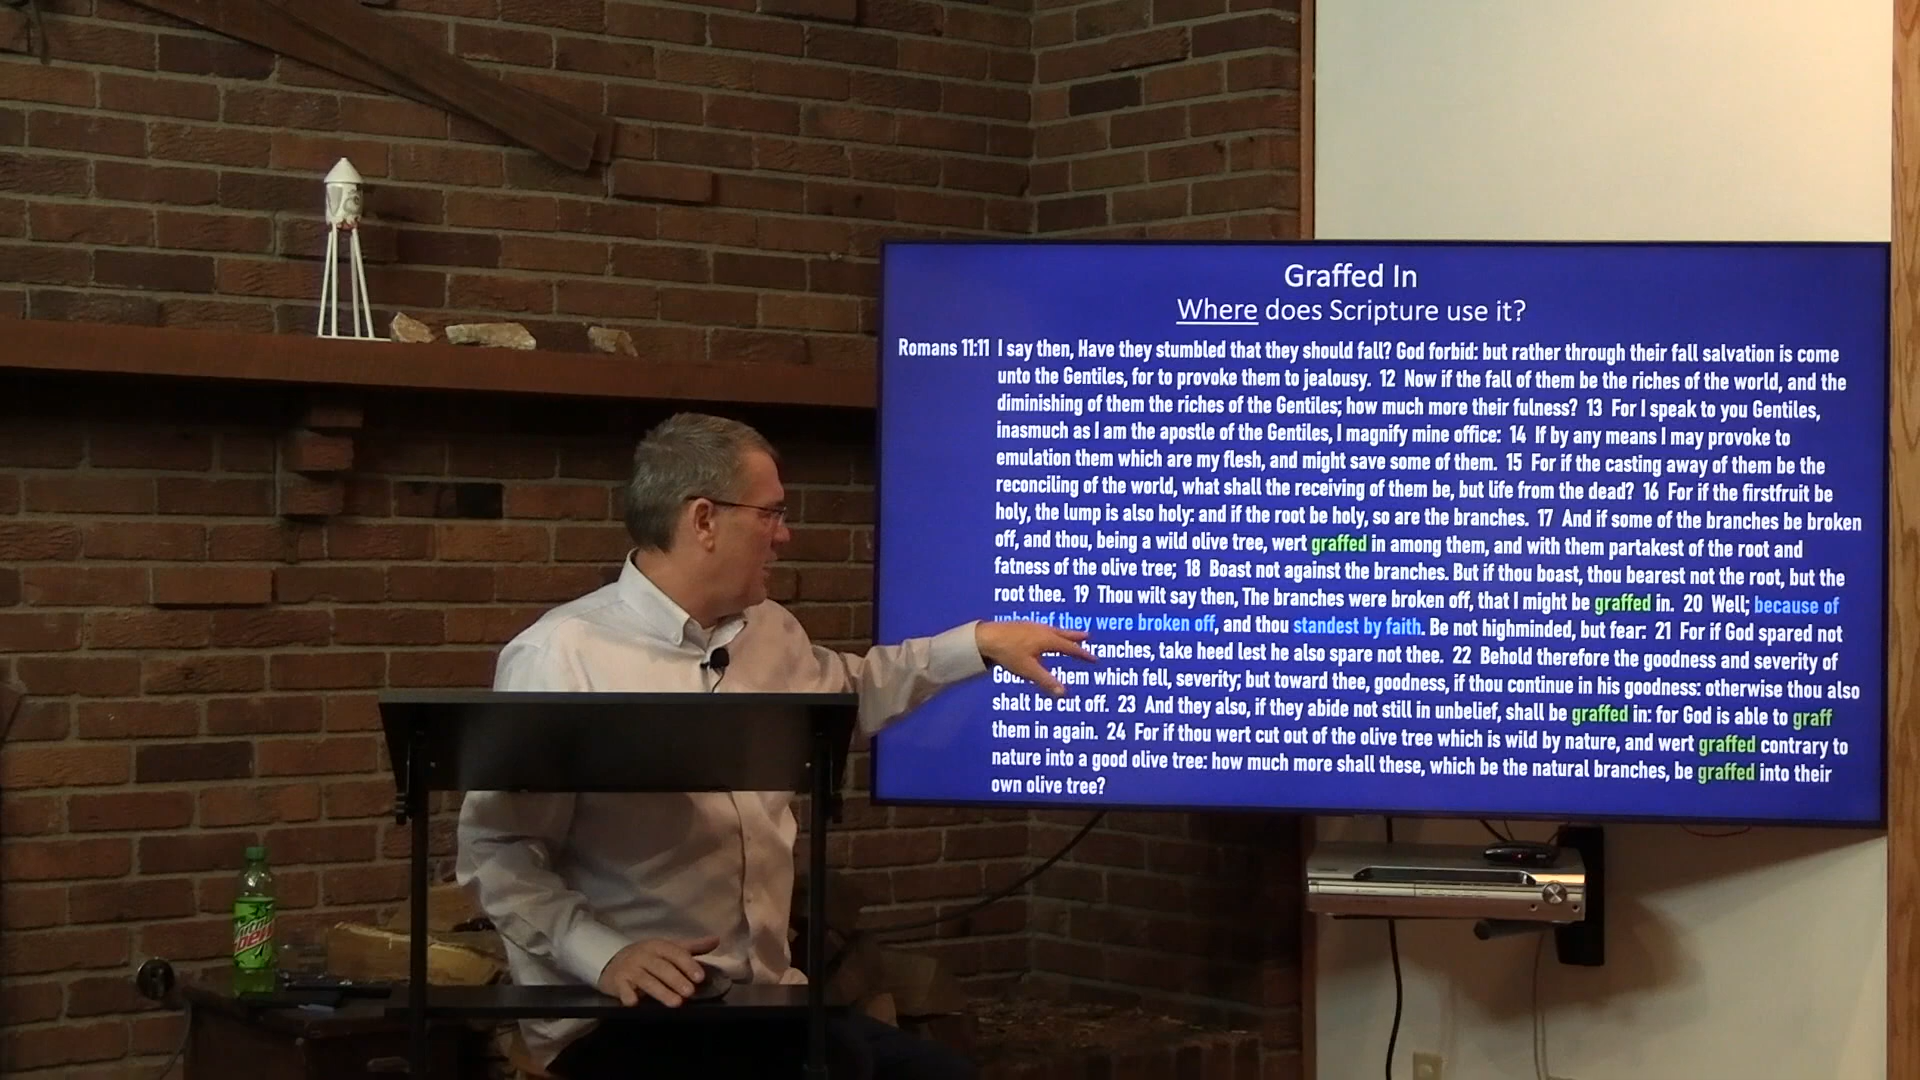 Graffed In
Where does Scripture use it?
Romans 11:11 I say then, Have they stumbled that they should fall? God forbid: but rather through their fall salvation is come
unto the Gentiles, for to provoke them to jealousy. 12 Now if the fall of them be the riches of the world, and the
diminishing of them the riches of the Gentiles; how much more their fulness? 13 For I speak to you Gentiles,
inasmuch as I am the apostle of the Gentiles, I magnify mine office: 14 If by any means I may provoke to
emulation them which are my flesh, and might save some of them. 15 For if the casting away of them be the
reconciling of the world, what shall the receiving of them be, but life from the dead? 16 For if the firstfruit be
holy, the lump is also holy: and if the root be holy, so are the branches. 17 And if some of the branches be broken
off, and thou, being a wild olive tree, wert graffed in among them, and with them partakest of the root and
fatness of the olive tree; 18 Boast not against the branches. But if thou boast, thou bearest not the root, but the
root thee. 19 Thou wilt say then, The branches were broken off, that I might be graffed in. 20 Well; because of
unbelief they were broken off, and thou standest by faith. Be not highminded, but fear: 21 For if God spared not
branches, take heed lest he also spare not thee. 22 Behold therefore the goodness and severity of
God: them which fell, severity; but toward thee, goodness, if thou continue in his goodness: otherwise thou also
shalt be cut off. 23 And they also, if they abide not still in unbelief, shall be graffed in: for God is able to graff
them in again. 24 For if thou wert cut out of the olive tree which is wild by nature, and wert graffed contrary to
nature into a good olive tree: how much more shall these, which be the natural branches, be graffed into their
own olive tree?